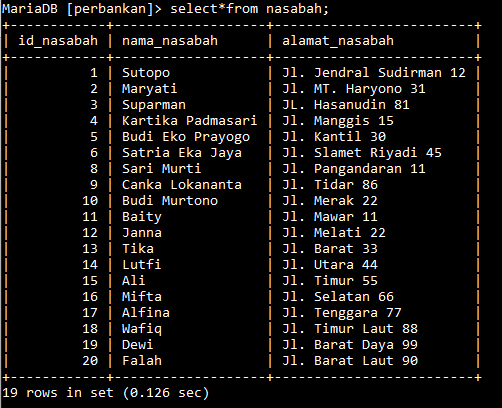 MariaDB [perbankan]> select*from nasabah;
+------------+------------------+-------------------------+
| id_nasabah | nama_nasabah     | alamat_nasabah          |
+------------+------------------+-------------------------+
|          1 | Sutopo           | Jl. Jendral Sudirman 12 |
|          2 | Maryati          | Jl. MT. Haryono 31      |
|          3 | Suparman         | JL. Hasanudin 81        |
|          4 | Kartika Padmasari | Jl. Manggis 15          |
|          5 | Budi Eko Prayogo | Jl. Kantil 30           |
|          6 | Satria Eka Jaya  | Jl. Slamet Riyadi 45    |
|          8 | Sari Murti       | Jl. Pangandaran 11      |
|          9 | Canka Lokananta  | Jl. Tidar 86            |
|         10 | Budi Murtono     | Jl. Merak 22            |
|         11 | Baity            | Jl. Mawar 11            |
|         12 | Janna            | Jl. Melati 22           |
|         13 | Tika             | Jl. Barat 33            |
|         14 | Lutfi            | Jl. Utara 44            |
|         15 | Ali              | Jl. Timur 55            |
|         16 | Mifta            | Jl. Selatan 66          |
|         17 | Alfina           | Jl. Tenggara 77         |
|         18 | Wafiq            | Jl. Timur Laut 88       |
|         19 | Dewi             | Jl. Barat Daya 99       |
|         20 | Falah            | Jl. Barat Laut 90       |
+------------+------------------+-------------------------+
19 rows in set (0.126 sec)